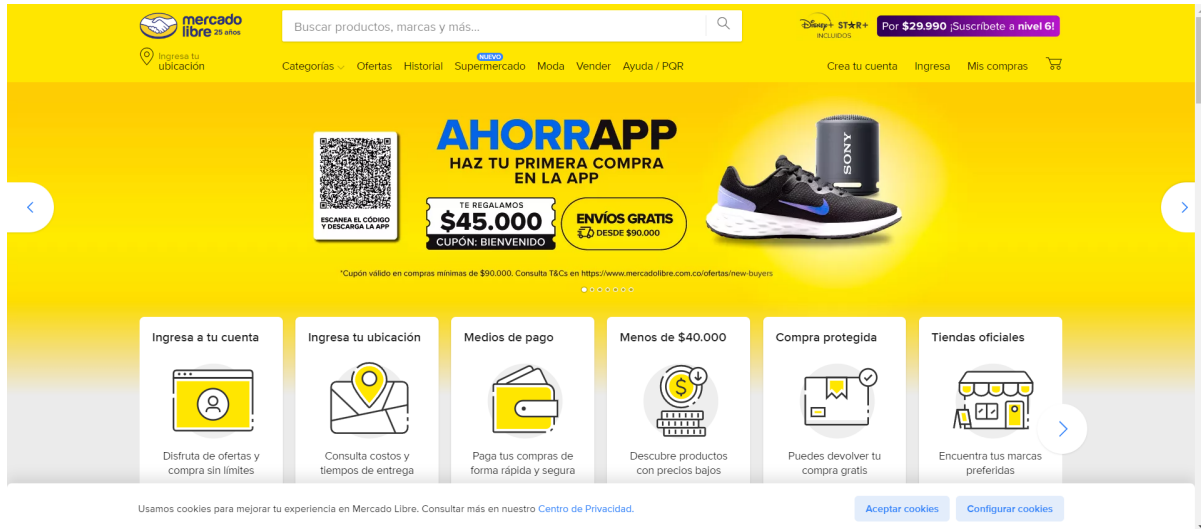 mercado
libre 25 años
Buscar productos, marcas y más...
Disney+ ST★R+
INCLUIDOS
Por $29.990 ¡Suscríbete a nivel 6!
Ingresa tu
ubicación
NUEVO
Categorías Ofertas Historial Supermercado Moda Vender Ayuda / PQR
Crea tu cuenta Ingresa Mis compras
AHORRAPP
HAZ TU PRIMERA COMPRA
EN LA APP
ESCANEA EL CÓDIGO
Y DESCARGA LA APP
TE REGALAMOS
$45.000
CUPÓN: BIENVENIDO
ENVÍOS GRATIS
DESDE $90.000
SONY
*Cupón válido en compras mínimas de $90.000. Consulta T&Cs en https://www.mercadolibre.com.co/ofertas/new-buyers
Ingresa a tu cuenta
Disfruta de ofertas y
compra sin límites
Ingresa tu ubicación
Consulta costos y
tiempos de entrega
Medios de pago
Paga tus compras de
forma rápida y segura
Menos de $40.000
$
Descubre productos
con precios bajos
Compra protegida
Puedes devolver tu
compra gratis
Tiendas oficiales
Encuentra tus marcas
preferidas
Usamos cookies para mejorar tu experiencia en Mercado Libre. Consultar más en nuestro Centro de Privacidad.
Aceptar cookies
Configurar cookies